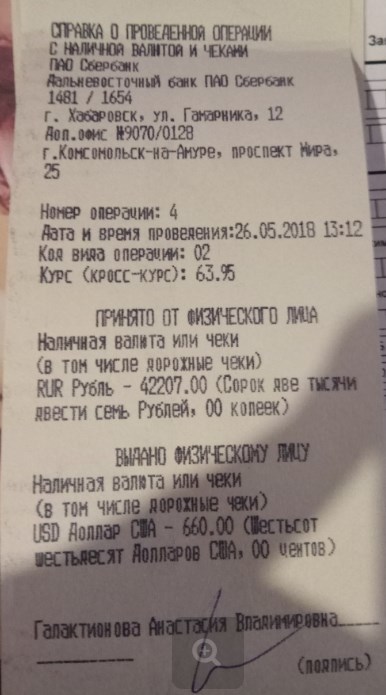 СПРАВКА О ПРОВЕДЕННОЙ ОПЕРАЦИИ
С НАЛИЧНОЙ ВАЛЮТОЙ И ЧЕКАМИ
ПАО Сбербанк
Дальневосточный банк ПАО Сбербанк
1481 / 1654
г. Хабаровск, ул. Гамарника, 12
Доп.офис №9070/0128
г.Комсомольск-на-Амуре, проспект Мира,
25
Номер операции: 4
Дата и время проведения:26.05.2018 13:12
Код вида операции: 02
Курс (кросс-курс): 63.95
ПРИНЯТО ОТ ФИЗИЧЕСКОГО ЛИЦА
Наличная валюта или чеки
(в том числе дорожные чеки)
RUR Рубль - 42207.00 (Сорок две тысячи
двести семь Рублей, 00 копеек)
ВЫДАНО ФИЗИЧЕСКОМУ ЛИЦУ
Наличная валюта или чеки
(в том числе дорожные чеки)
USD Доллар США - 660.00 (Шестьсот
шестьдесят Долларов США, 00 центов)
Галактионова Анастасия Владимировна
(подпись)